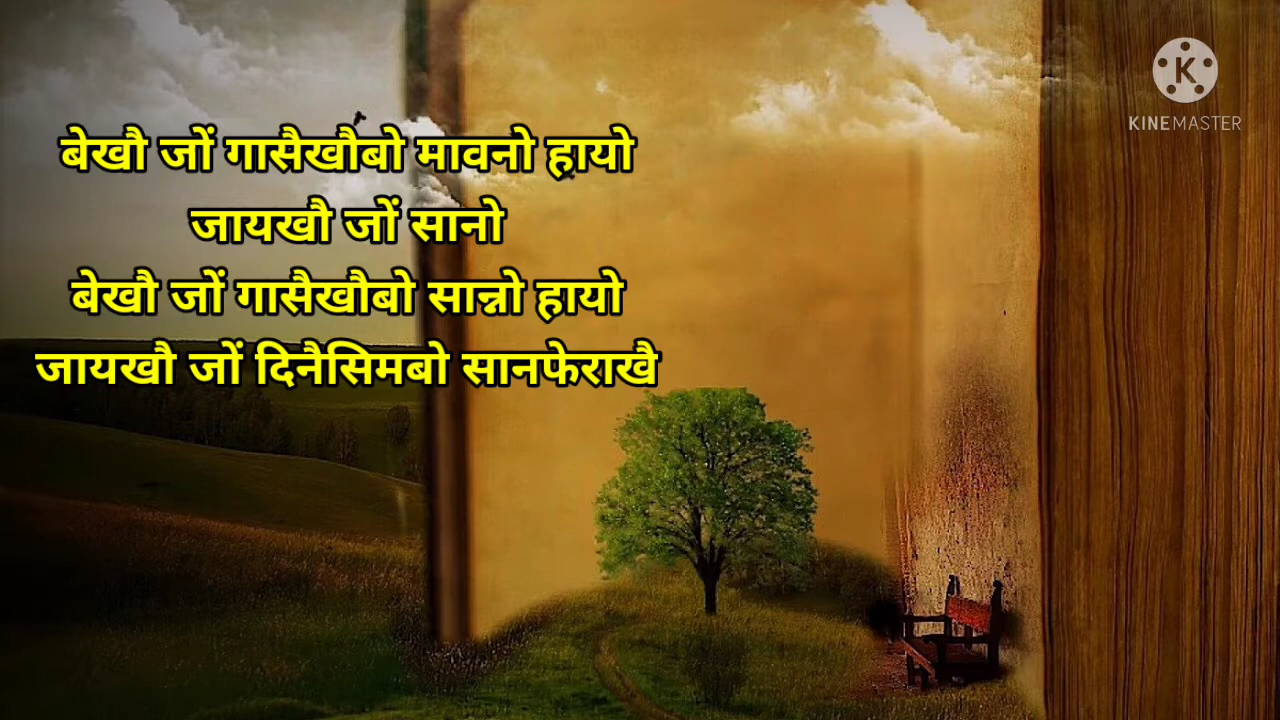 बेखौ जों गासैखौबो मावनो हायो
जायखौ जों सानो
बेखौ जों गासैखौबो सान्नो हायो
जायखौ जों दिनैसिमबो सानफेराखै
K
KINEMASTER